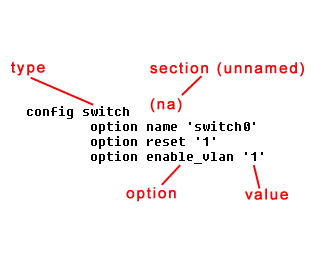 type
section (unnamed)
(na)
config switch
option name 'switch0'
option reset '1'
option enable_vlan '1'
option
value